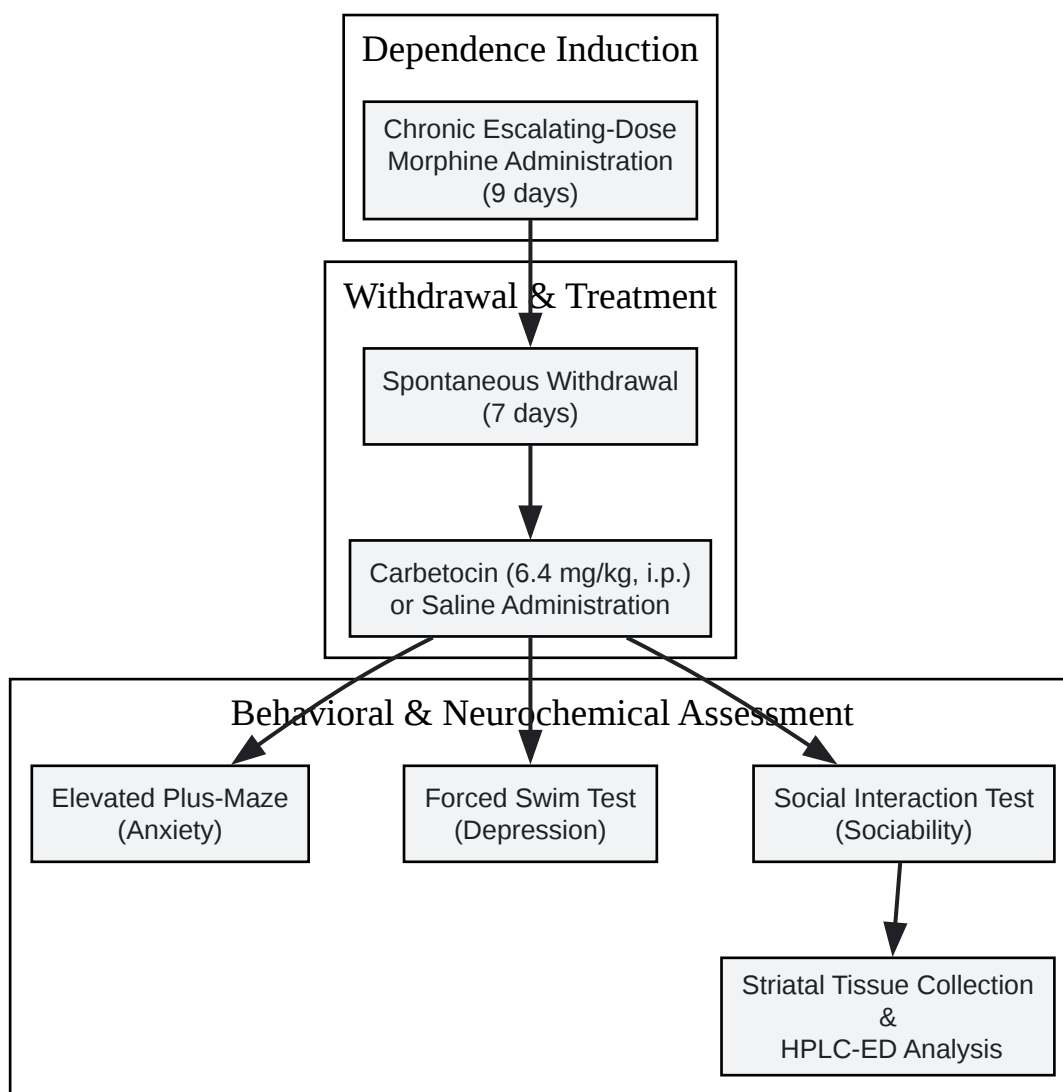 Dependence Induction
Chronic Escalating-Dose
Morphine Administration
(9 days)
Withdrawal & Treatment
Spontaneous Withdrawal
(7 days)
Carbetocin (6.4 mg/kg, i.p.)
or Saline Administration
Behavioral & Neurochemical Assessment
Elevated Plus-Maze
(Anxiety)
Forced Swim Test
(Depression)
Social Interaction Test
(Sociability)
Striatal Tissue Collection
&
HPLC-ED Analysis